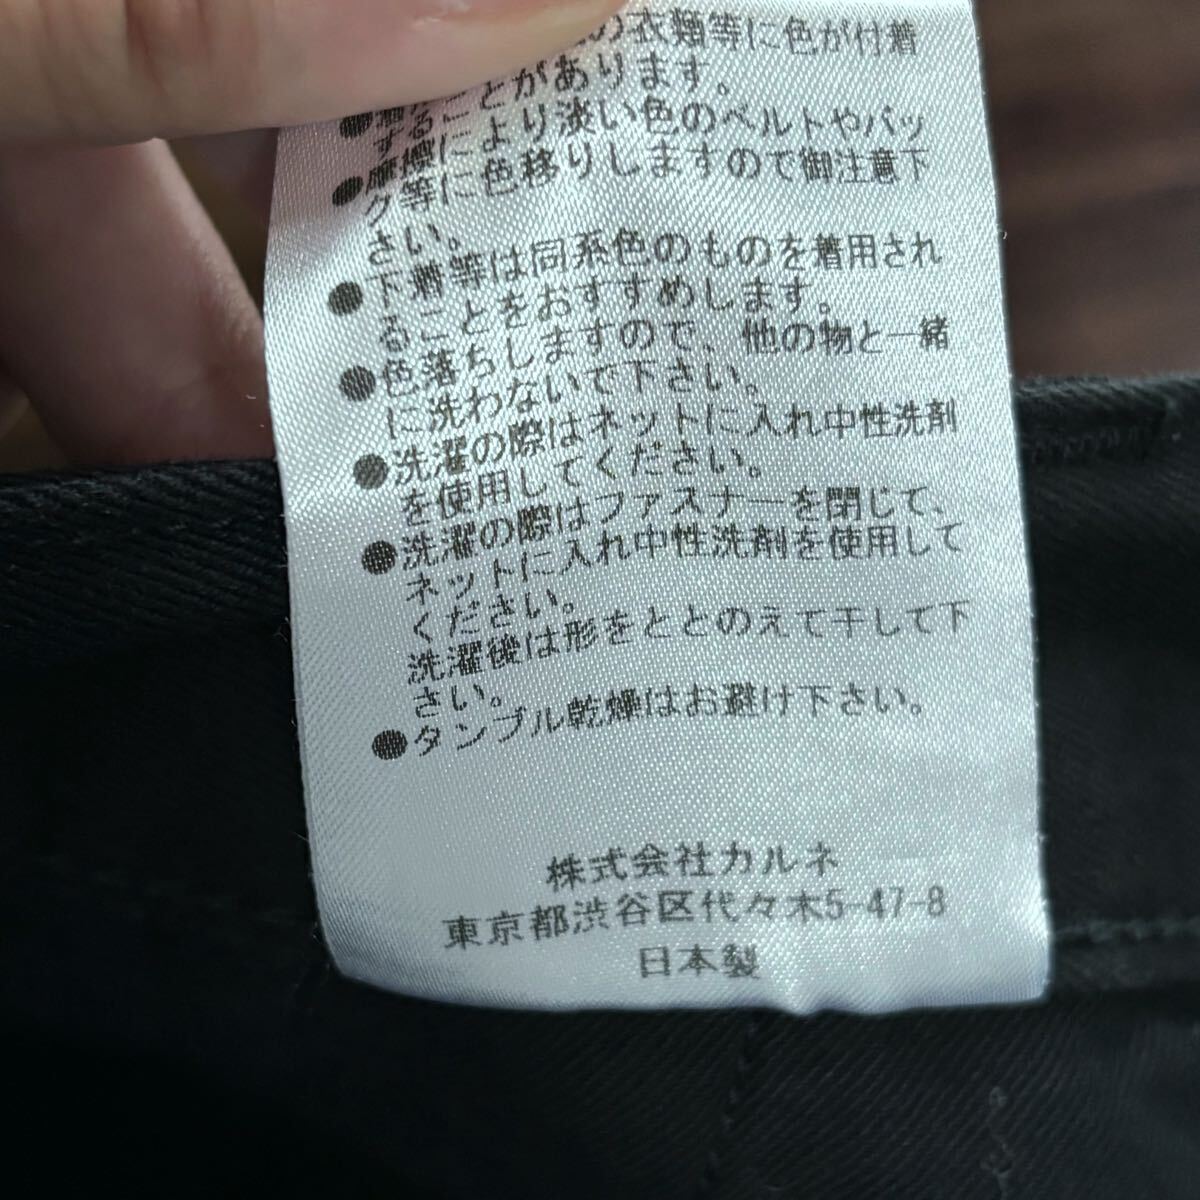 の衣類等に色が付着
することがあります。
●摩擦により淡い色のベルトやバッ
グ等に色移りしますので御注意下
さい。
●下着等は同系色のものを着用され
ることをおすすめします。
●色落ちしますので、他の物と一緒
に洗わないで下さい。
●洗濯の際はネットに入れ中性洗剤
を使用してください。
●洗濯の際はファスナーを閉じて、
ネットに入れ中性洗剤を使用して
ください。
洗濯後は形をととのえて干して下
さい。
●タンブル乾燥はお避け下さい。
株式会社カルネ
東京都渋谷区代々木5-47-8
日本製